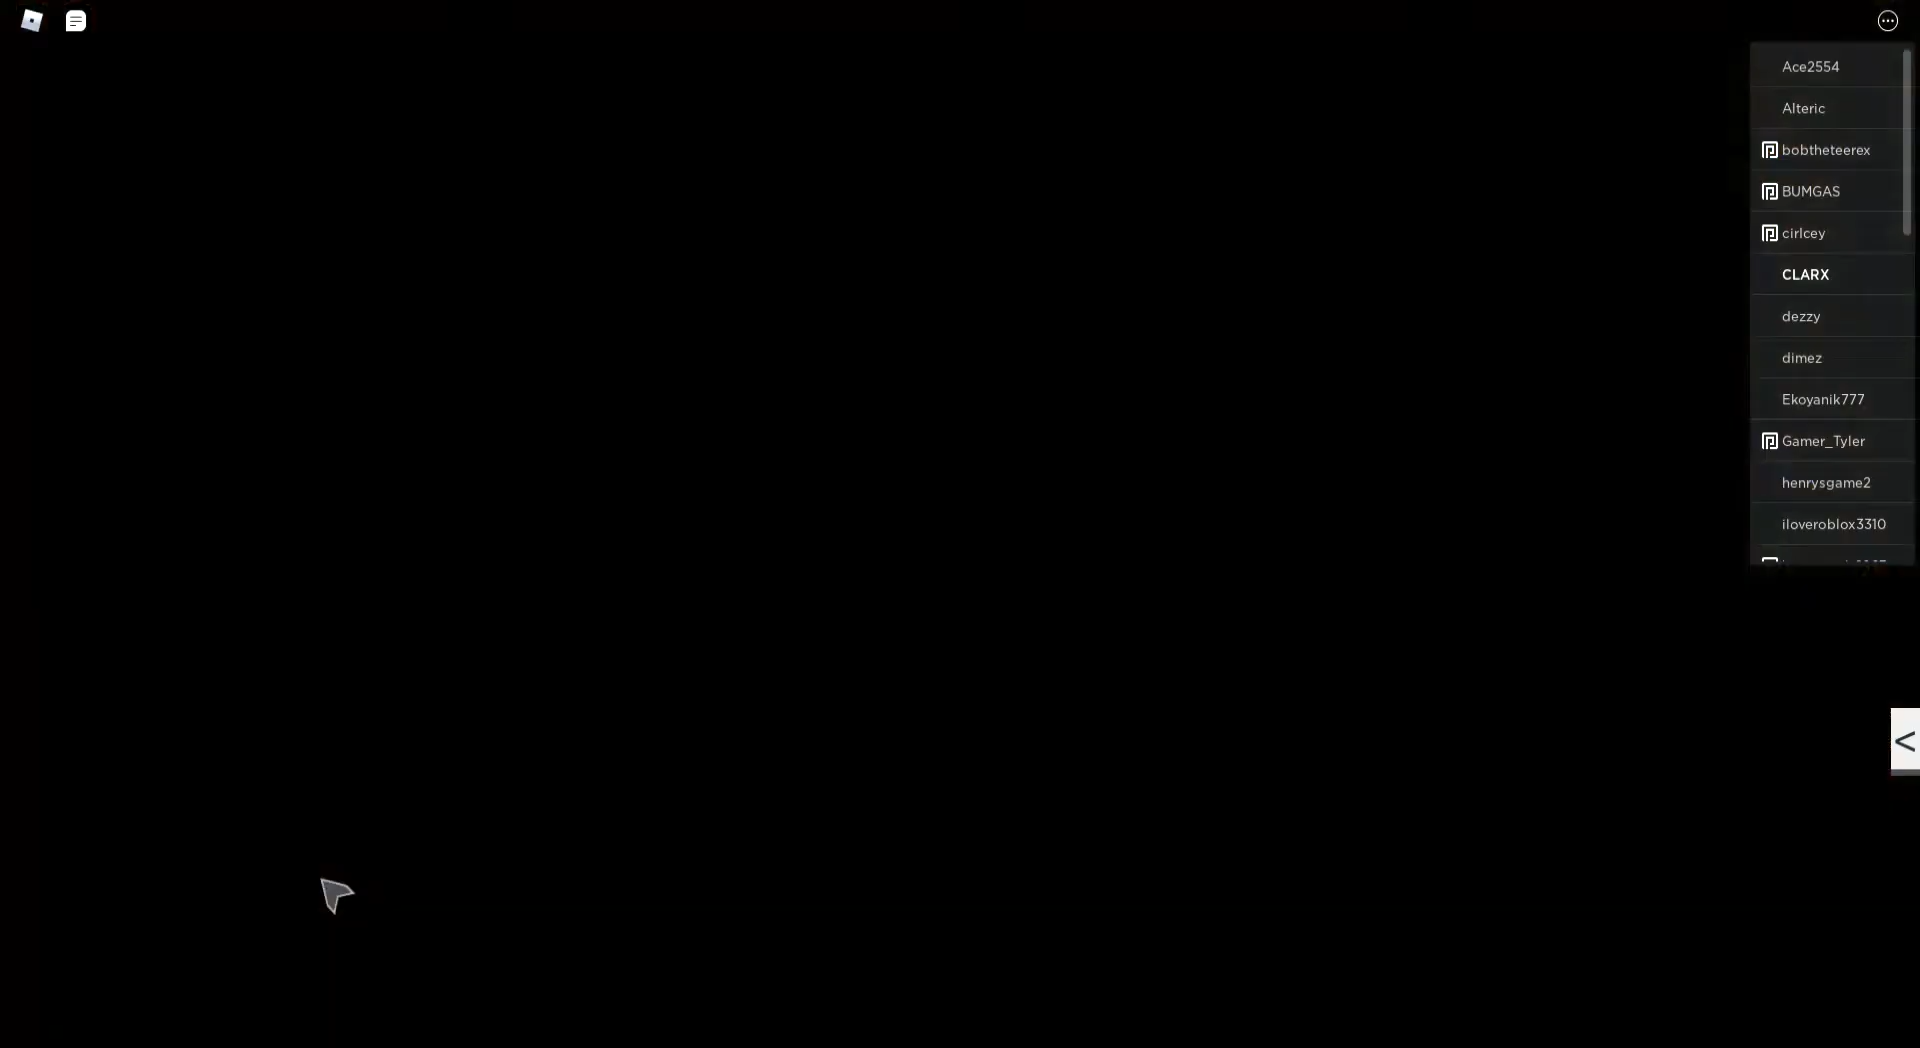 Ace2554
Alteric
bobtheteerex
BUMGAS
cirlcey
CLARX
dezzy
dimez
Ekoyanik777
Gamer_Tyler
henrysgame2
iloveroblox3310
<